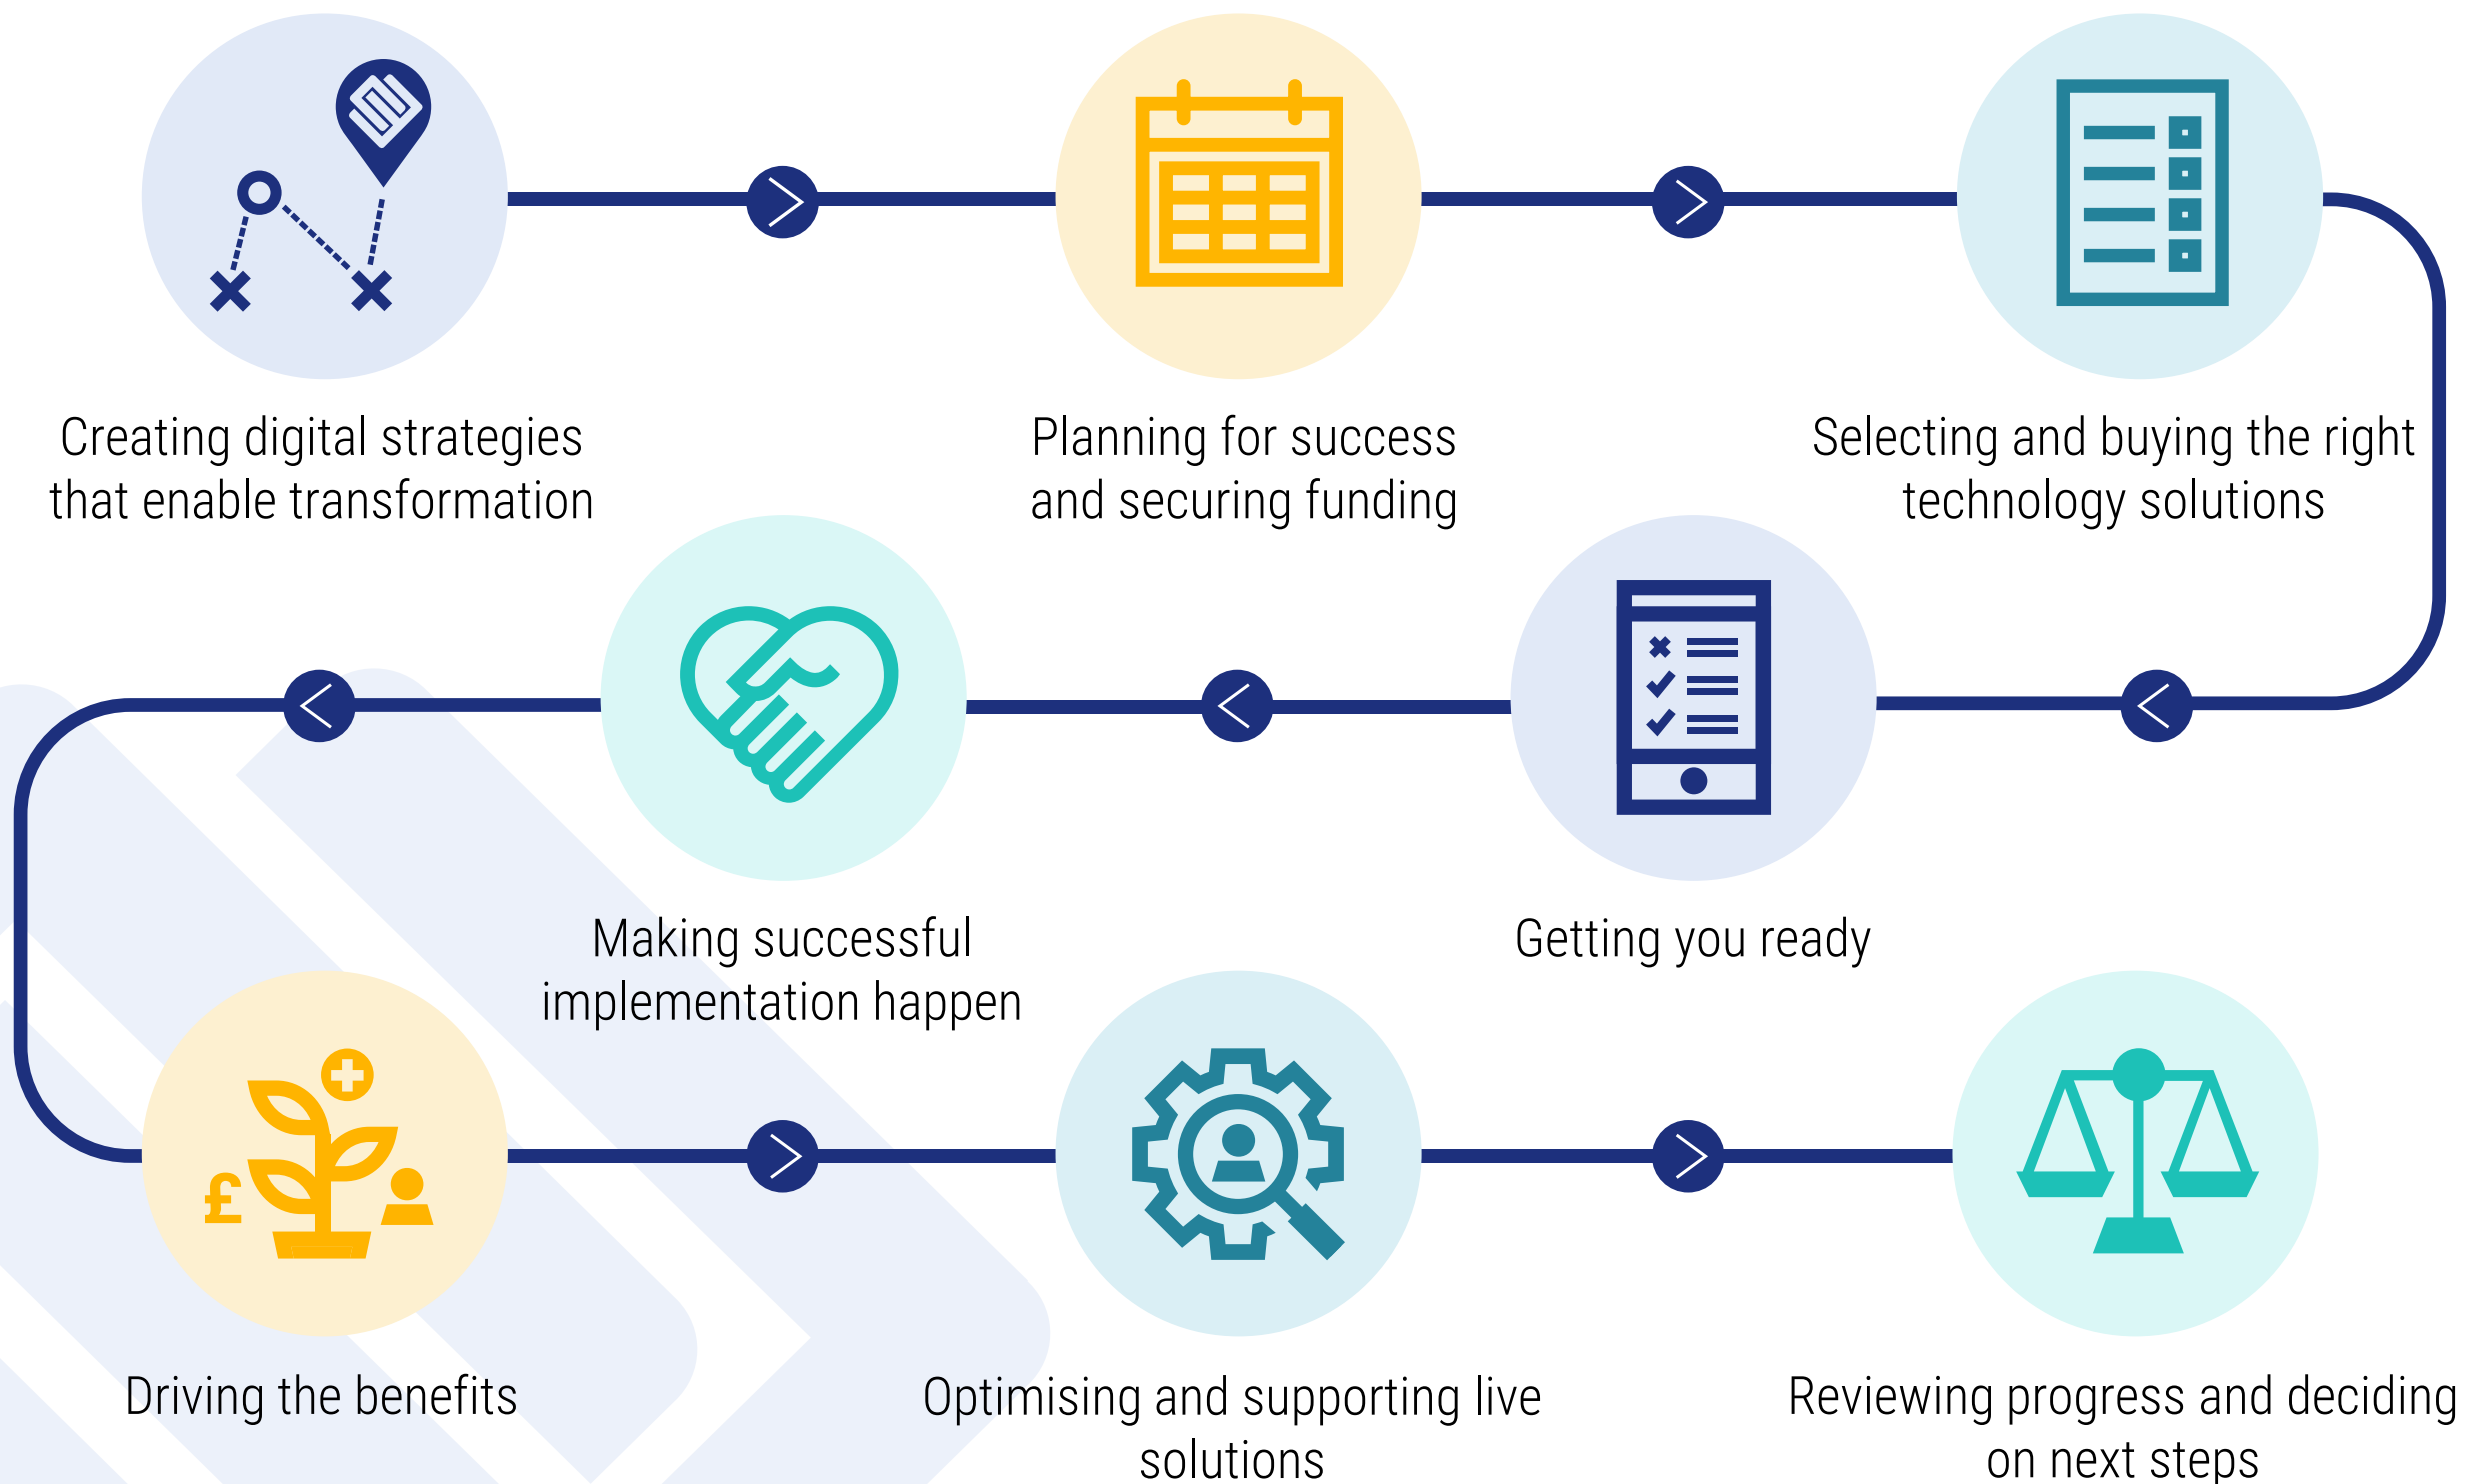 Creating digital strategies
that enable transformation
Planning for success
and securing funding
Selecting and buying the right
technology solutions
Getting you ready
Making successful
implementation happen
Driving the benefits
Optimising and supporting live
solutions
Reviewing progress and deciding
on next steps